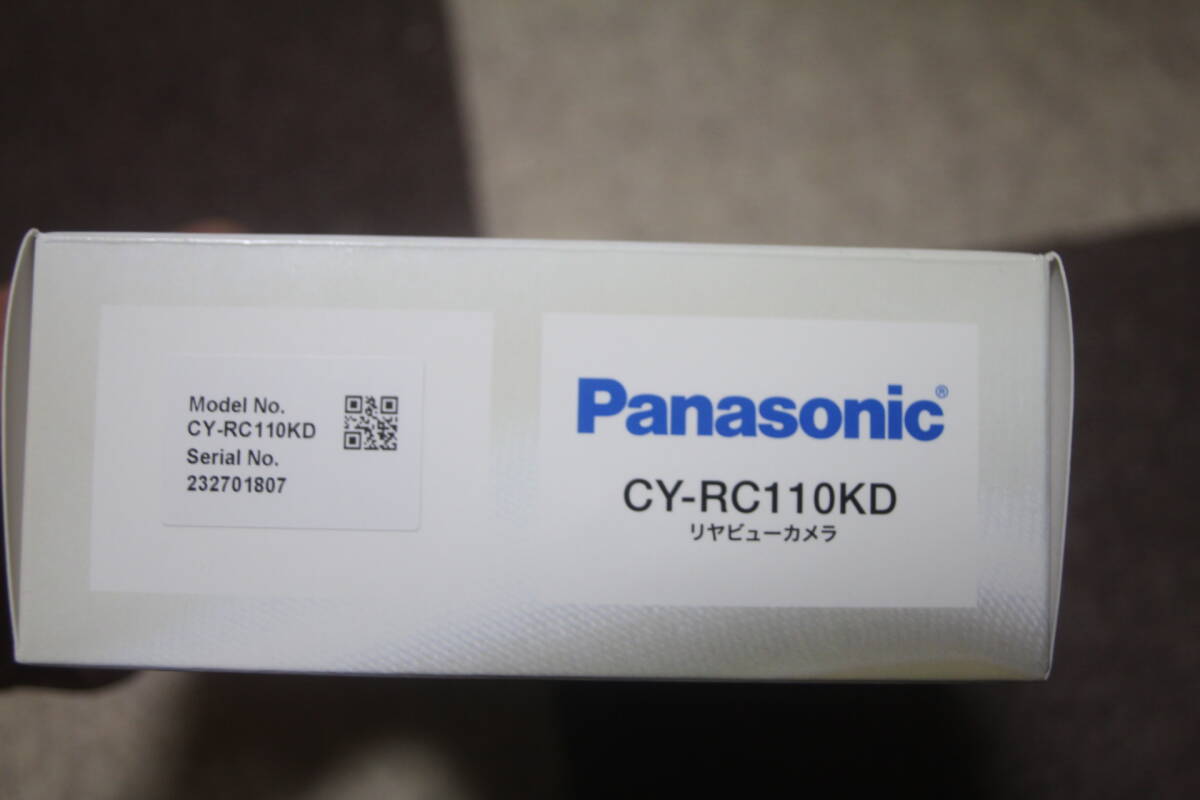 Model No.
CY-RC110KD
Serial No.
232701807
Panasonic®
CY-RC110KD
リヤビューカメラ